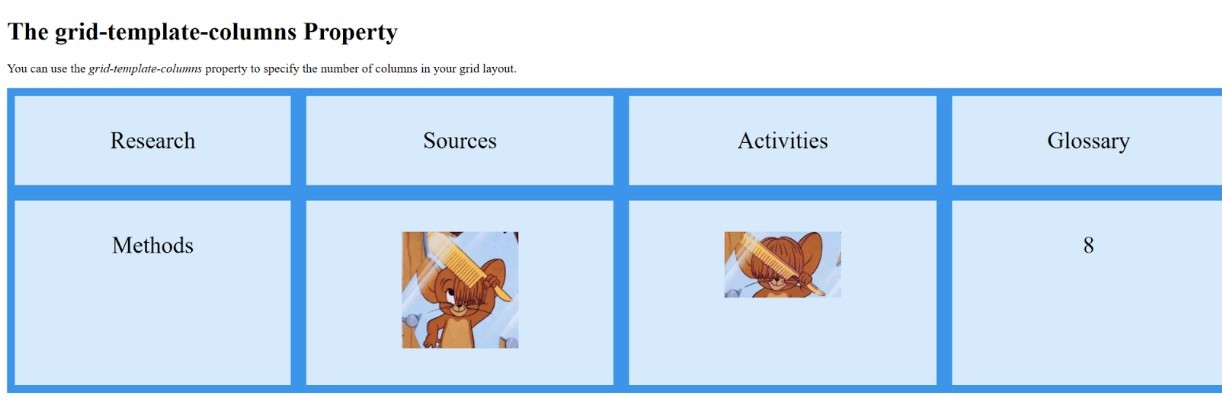 The grid-template-columns Property
You can use the grid-template-columns property to specify the number of columns in your grid layout.
Research
Sources
Activities
Glossary
Methods
8